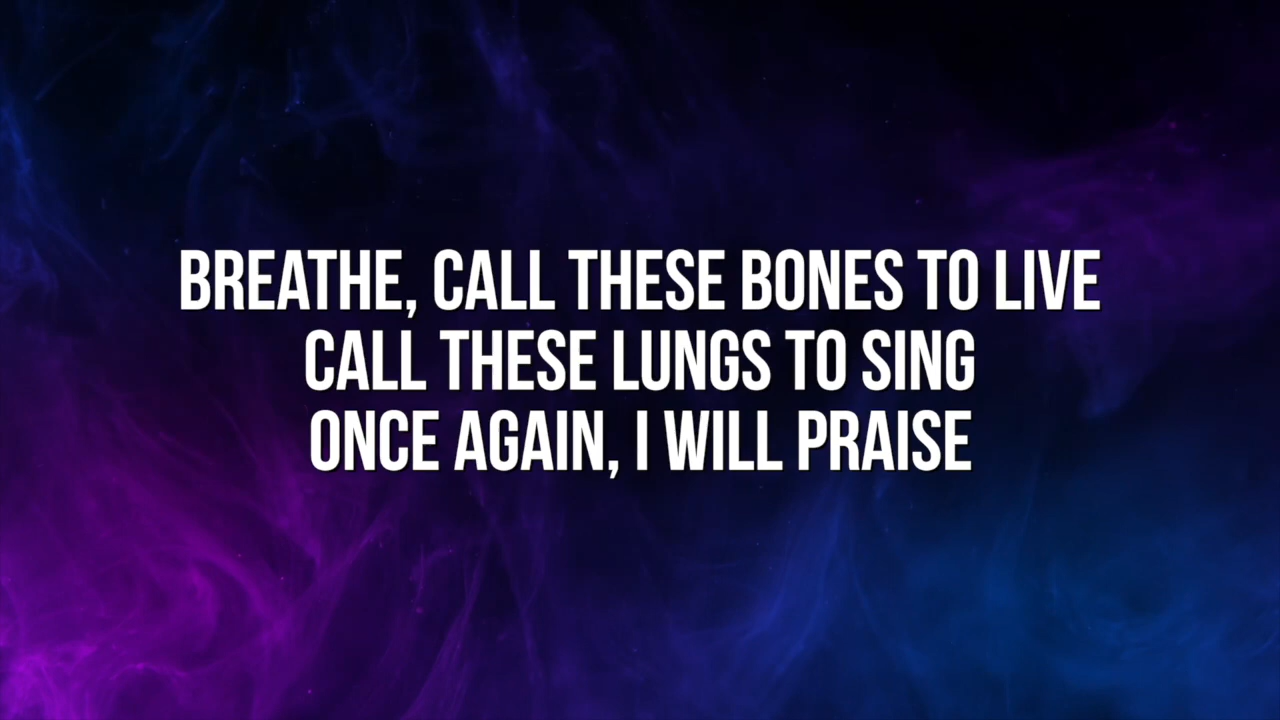 BREATHE, CALL THESE BONES TO LIVE
CALL THESE LUNGS TO SING
ONCE AGAIN, I WILL PRAISE